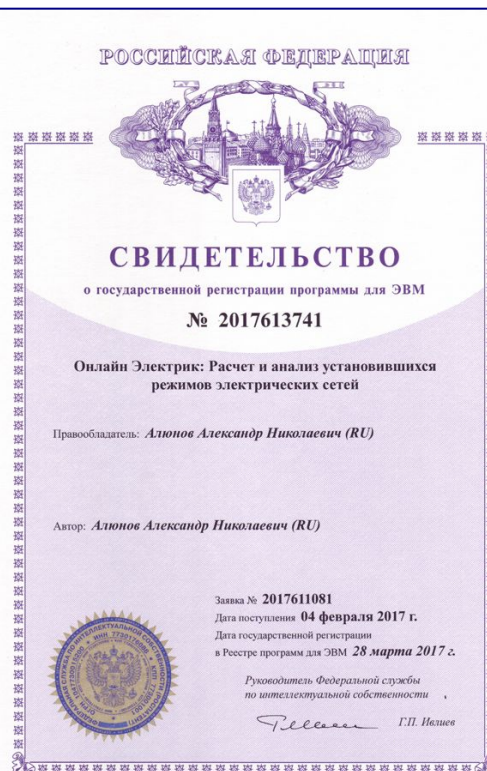 РОССИЙСКАЯ ФЕДЕРАЦИЯ
СВИДЕТЕЛЬСТВО
о государственной регистрации программы для ЭВМ
№ 2017613741
Онлайн Электрик: Расчет и анализ установившихся
режимов электрических сетей
Правообладатель: Алюнов Александр Николаевич (RU)
Автор: Алюнов Александр Николаевич (RU)
Заявка № 2017611081
Дата поступления 04 февраля 2017 г.
Дата государственной регистрации
в Реестре программ для ЭВМ 28 марта 2017 г.
Руководитель Федеральной службы
по интеллектуальной собственности
Г.П. Ивлиев